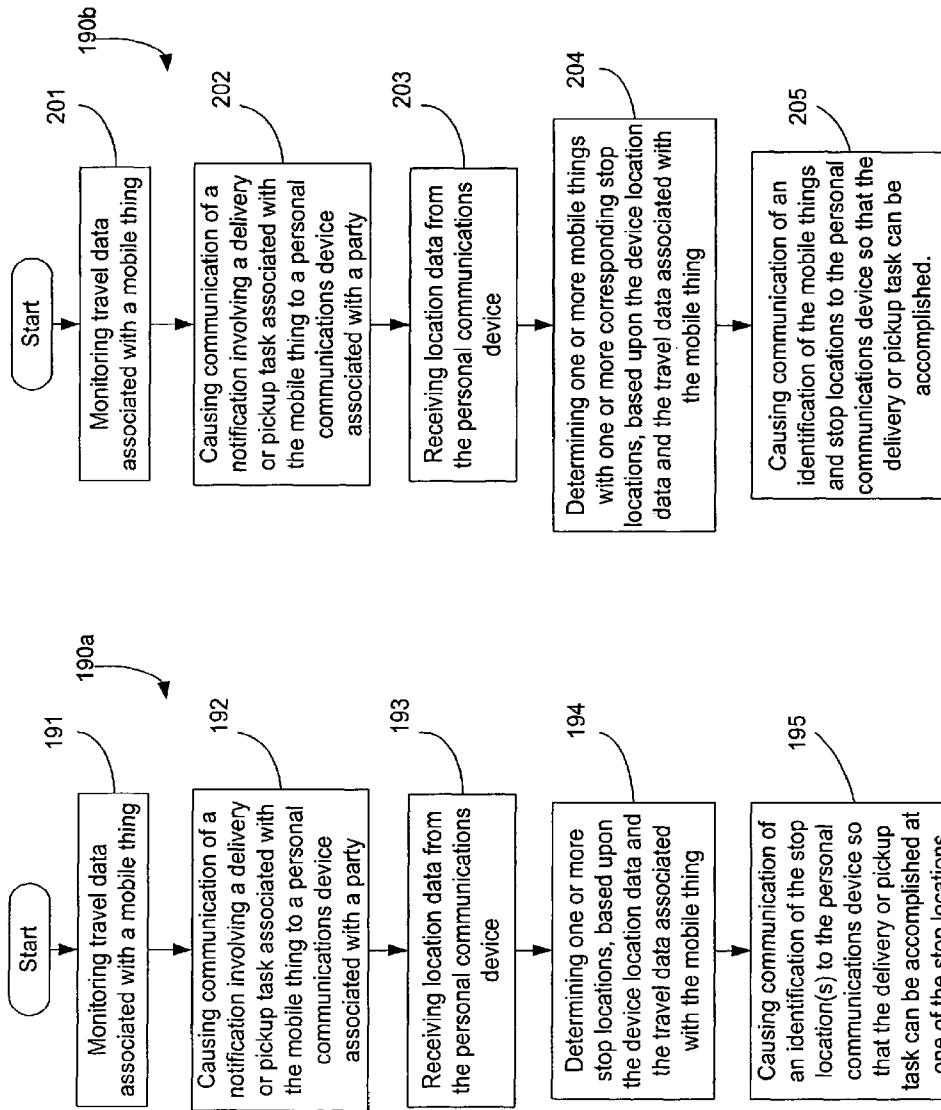 190a
Start
191
Monitoring travel data
associated with a mobile thing
192
Causing communication of a
notification involving a delivery
or pickup task associated with
the mobile thing to a personal
communications device
associated with a party
193
Receiving location data from
the personal communications
device
194
Determining one or more
stop locations, based upon
the device location data and
the travel data associated
with the mobile thing
195
Causing communication of
an identification of the stop
location(s) to the personal
communications device so
that the delivery or pickup
task can be accomplished at
one of the stop locations
190b
Start
201
Monitoring travel data
associated with a mobile thing
202
Causing communication of a
notification involving a delivery
or pickup task associated with
the mobile thing to a personal
communications device
associated with a party
203
Receiving location data from
the personal communications
device
204
Determining one or more mobile things
with one or more corresponding stop
locations, based upon the device location
data and the travel data associated with
the mobile thing
205
Causing communication of an
identification of the mobile things
and stop locations to the personal
communications device so that the
delivery or pickup task can be
accomplished.